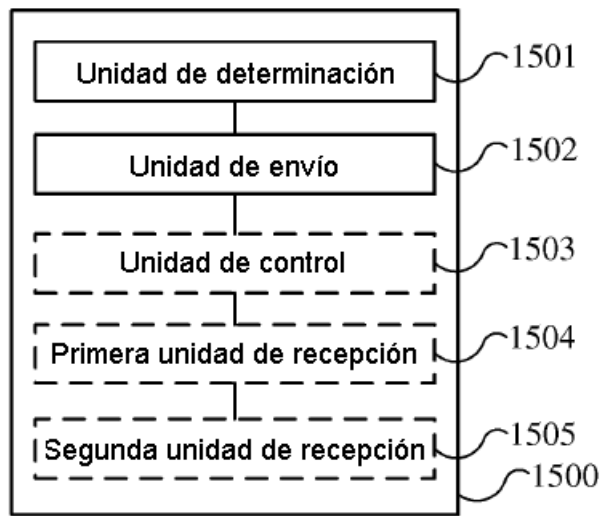 Unidad de determinación 1501
Unidad de envío 1502
Unidad de control 1503
Primera unidad de recepción 1504
Segunda unidad de recepción 1505
1500